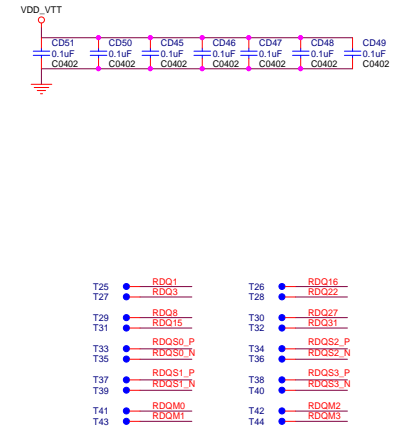 VDD_VTT
CD51 CD50 CD45 CD46 CD47 CD48 CD49
0.1uF 0.1uF 0.1uF 0.1uF 0.1uF 0.1uF 0.1uF
C0402 C0402 C0402 C0402 C0402 C0402 C0402
T25 RDQ1 T26 RDQ16
T27 RDQ3 T28 RDQ22
T29 RDQ8 T30 RDQ27
T31 RDQ15 T32 RDQ31
T33 RDQS0_P T34 RDQS2_P
T35 RDQS0_N T36 RDQS2_N
T37 RDQS1_P T38 RDQS3_P
T39 RDQS1_N T40 RDQS3_N
T41 RDQM0 T42 RDQM2
T43 RDQM1 T44 RDQM3